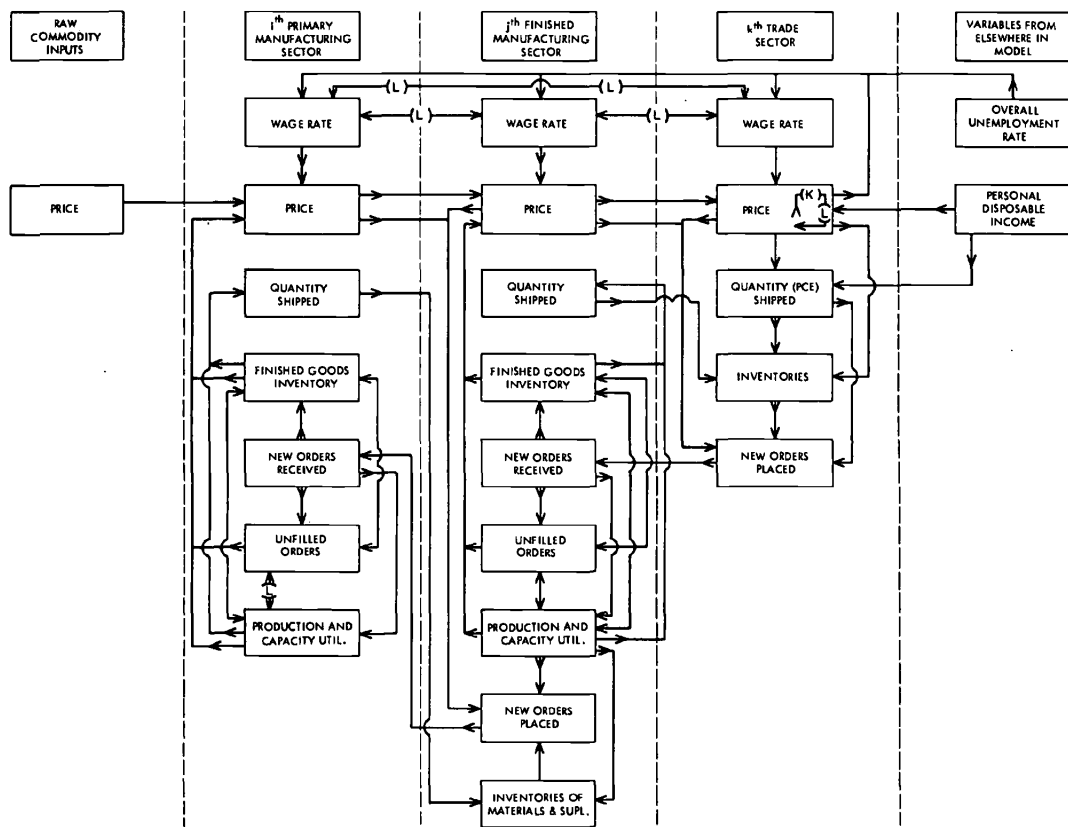 RAW
COMMODITY
INPUTS
i th PRIMARY
MANUFACTURING
SECTOR
j th FINISHED
MANUFACTURING
SECTOR
k th TRADE
SECTOR
VARIABLES FROM
ELSEWHERE IN
MODEL
(L)
WAGE RATE
(L)
WAGE RATE
(L)
WAGE RATE
OVERALL
UNEMPLOYMENT
RATE
PRICE
PRICE
PRICE
PRICE
(K)
(L)
PERSONAL
DISPOSABLE
INCOME
QUANTITY
SHIPPED
QUANTITY
SHIPPED
QUANTITY (PCE)
SHIPPED
FINISHED GOODS
INVENTORY
FINISHED GOODS
INVENTORY
INVENTORIES
NEW ORDERS
RECEIVED
NEW ORDERS
RECEIVED
NEW ORDERS
PLACED
UNFILLED
ORDERS
UNFILLED
ORDERS
(L)
PRODUCTION AND
CAPACITY UTIL.
PRODUCTION AND
CAPACITY UTIL.
NEW ORDERS
PLACED
INVENTORIES OF
MATERIALS & SUPL.